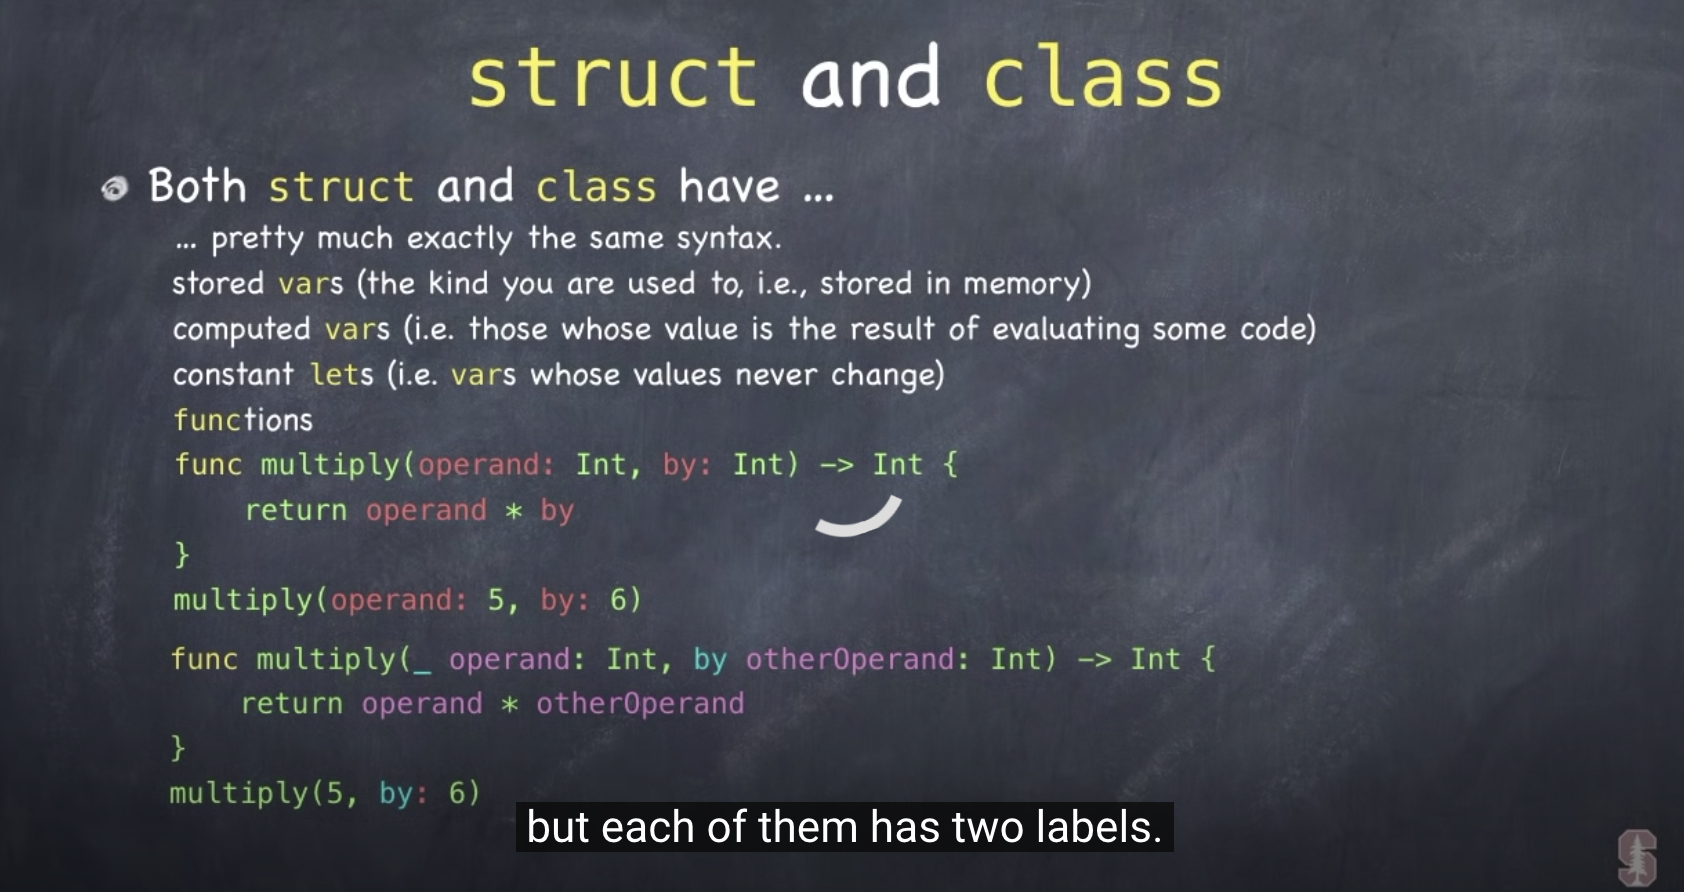 struct and class
Both struct and class have ...
... pretty much exactly the same syntax.
stored vars (the kind you are used to, i.e., stored in memory)
computed vars (i.e. those whose value is the result of evaluating some code)
constant lets (i.e. vars whose values never change)
functions
func multiply(operand: Int, by: Int) -> Int {
return operand * by
}
multiply(operand: 5, by: 6)
func multiply(_ operand: Int, by otherOperand: Int) -> Int {
return operand * otherOperand
}
multiply(5, by: 6)
but each of them has two labels.